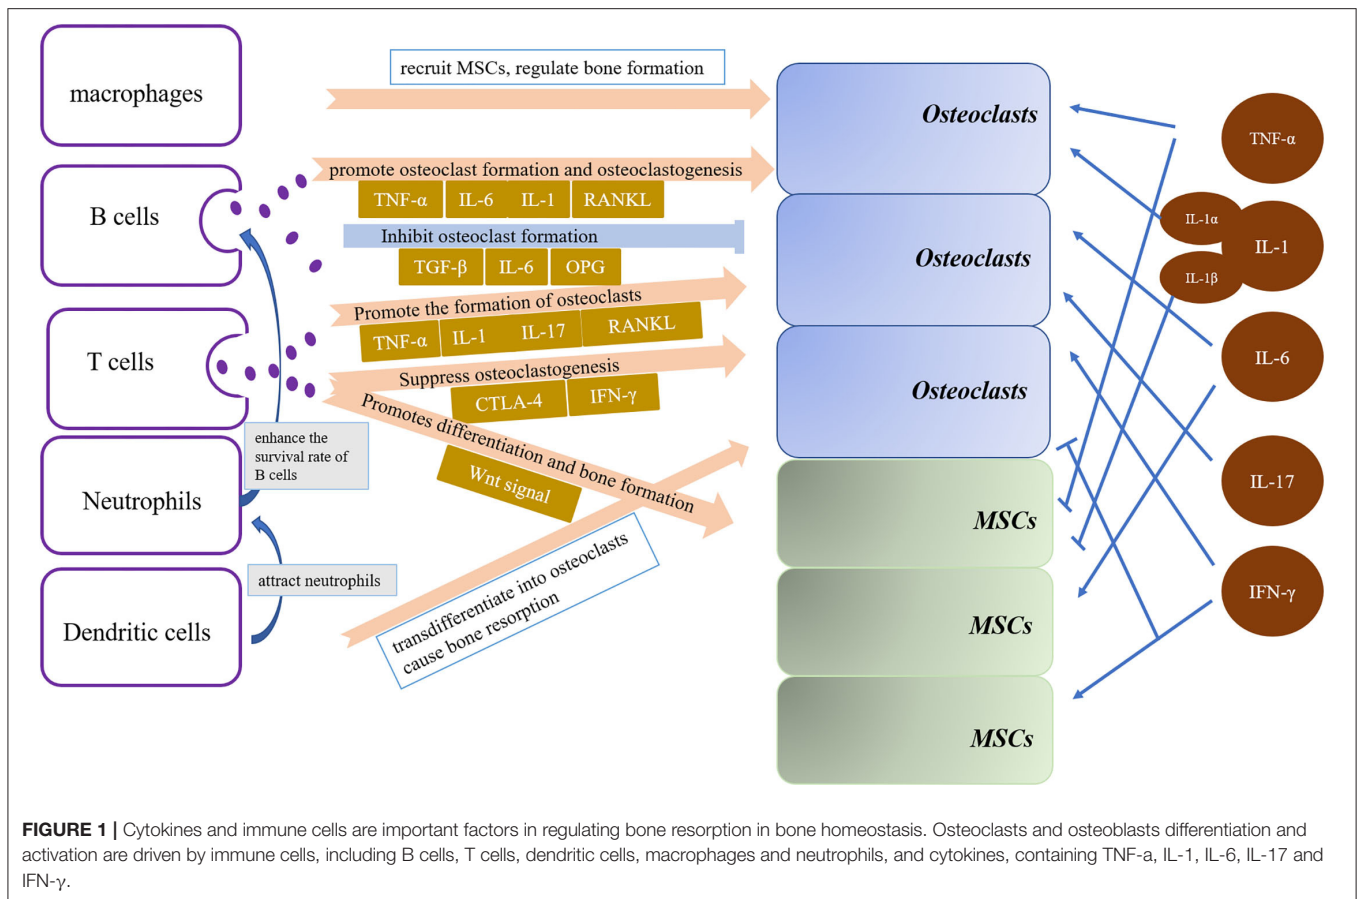 macrophages
B cells
T cells
Neutrophils
Dendritic cells
enhance the
survival rate of
B cells
attract neutrophils
recruit MSCs, regulate bone formation
promote osteoclast formation and osteoclastogenesis
TNF-α IL-6 IL-1 RANKL
Inhibit osteoclast formation
TGF-β IL-6 OPG
Promote the formation of osteoclasts
TNF-α IL-1 IL-17 RANKL
Suppress osteoclastogenesis
CTLA-4 IFN-γ
Promotes differentiation and bone formation
Wnt signal
transdifferentiate into osteoclasts
cause bone resorption
Osteoclasts
Osteoclasts
Osteoclasts
MSCs
MSCs
MSCs
TNF-α
IL-1α
IL-1
IL-1β
IL-6
IL-17
IFN-γ
FIGURE 1 | Cytokines and immune cells are important factors in regulating bone resorption in bone homeostasis. Osteoclasts and osteoblasts differentiation and
activation are driven by immune cells, including B cells, T cells, dendritic cells, macrophages and neutrophils, and cytokines, containing TNF-a, IL-1, IL-6, IL-17 and
IFN-γ.